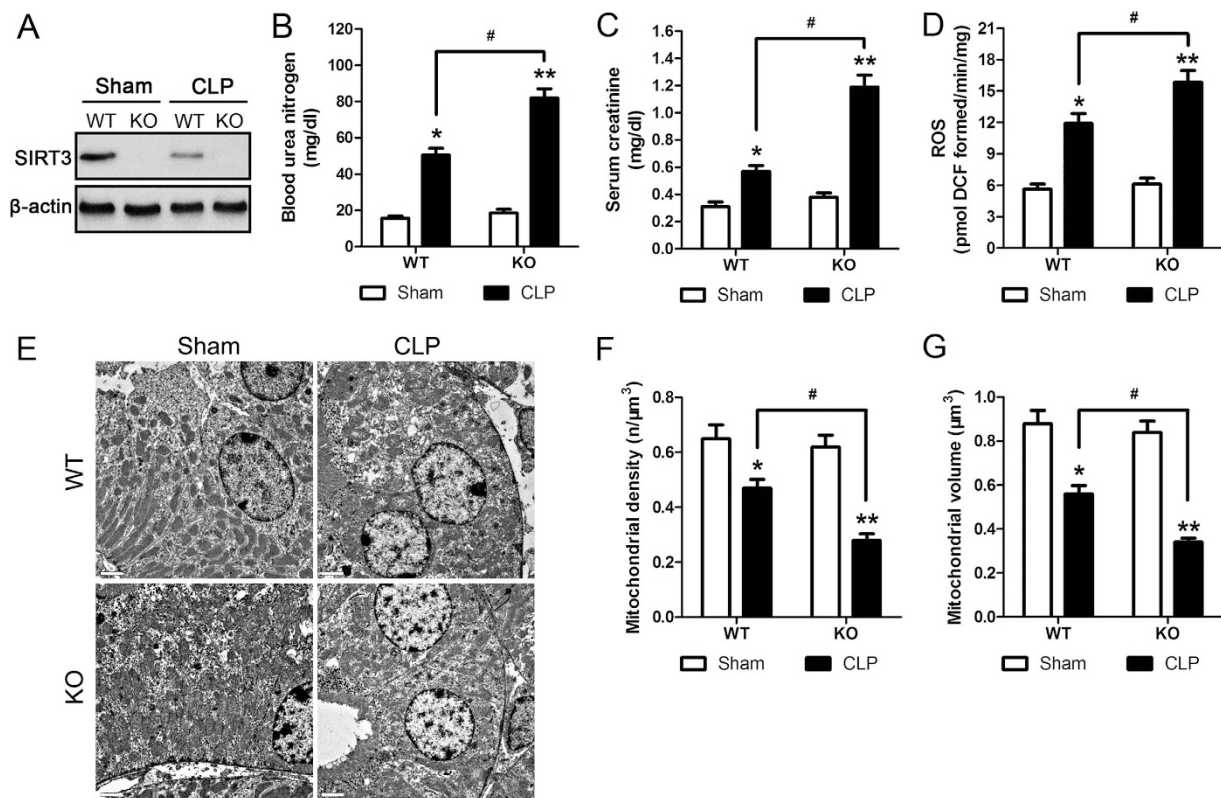 A
Sham CLP
WT KO WT KO
SIRT3
β-actin
B
Blood urea nitrogen
(mg/dl)
100
80
60
40
20
0
#
*
**
WT KO
Sham CLP
C
Serum creatinine
(mg/dl)
1.6
1.4
1.2
1.0
0.8
0.6
0.4
0.2
0.0
#
*
**
WT KO
Sham CLP
D
ROS
(pmol DCF formed/min/mg)
18
15
12
9
6
3
0
#
*
**
WT KO
Sham CLP
E
Sham CLP
WT
KO
F
Mitochondrial density (n/µm³)
0.8
0.6
0.4
0.2
0.0
#
*
**
WT KO
Sham CLP
G
Mitochondrial volume (µm³)
1.0
0.8
0.6
0.4
0.2
0.0
#
*
**
WT KO
Sham CLP